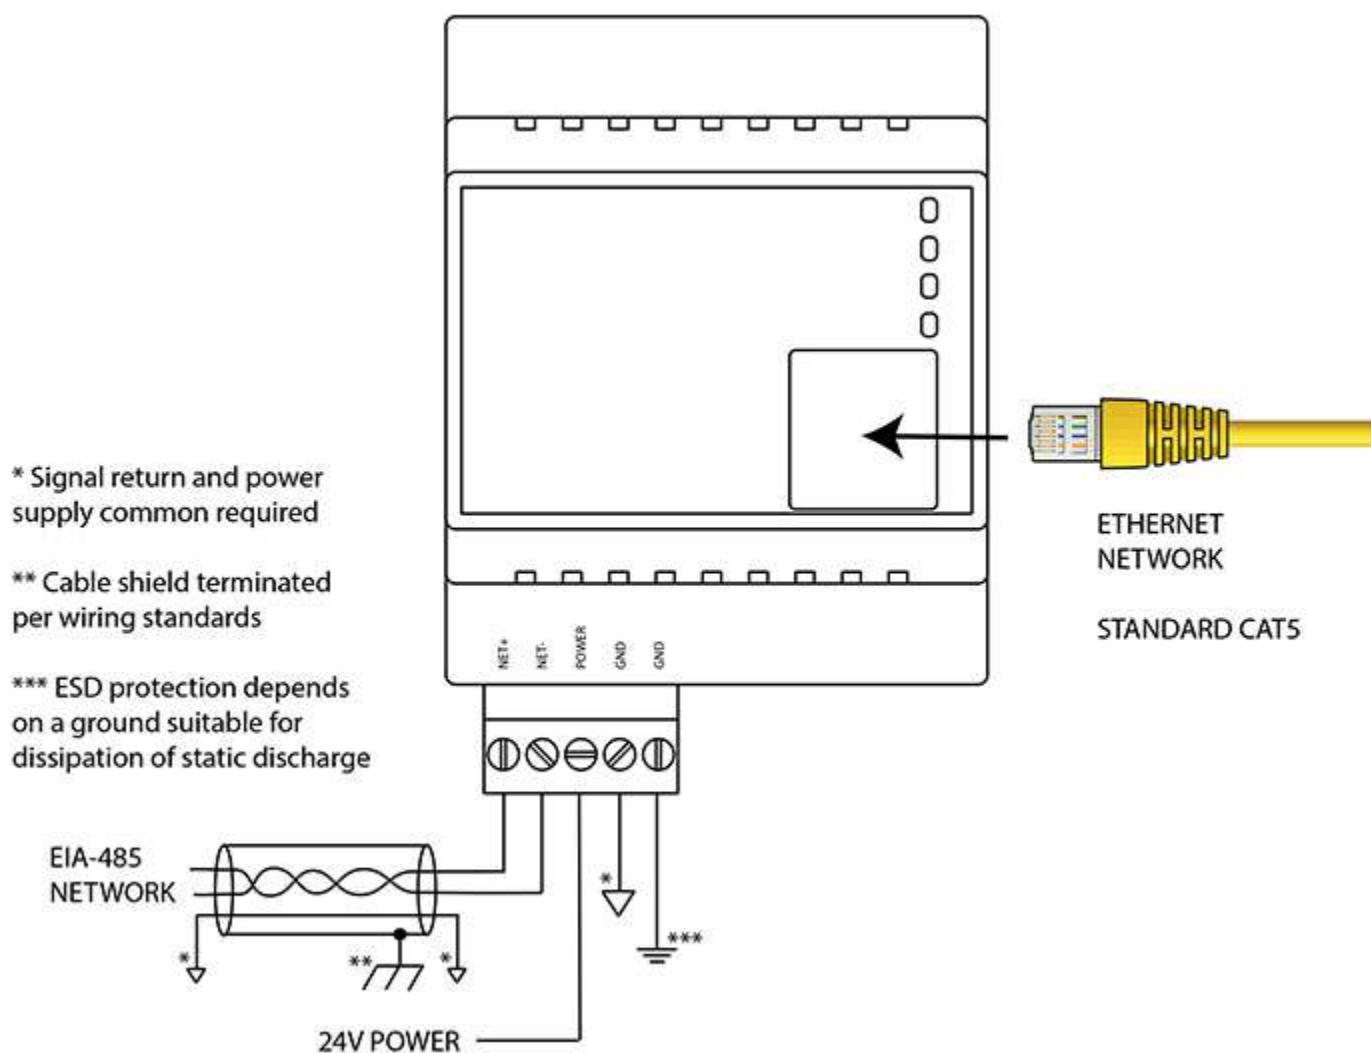 * Signal return and power
supply common required
** Cable shield terminated
per wiring standards
*** ESD protection depends
on a ground suitable for
dissipation of static discharge
ETHERNET
NETWORK
STANDARD CAT5
NET+
NET-
POWER
GND
GND
EIA-485
NETWORK
*
***
*
**
*
24V POWER